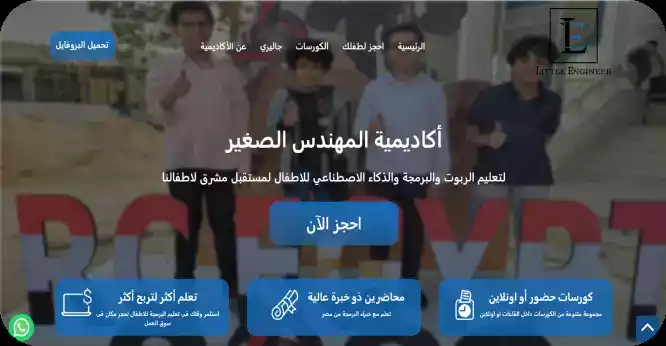 LITTLE ENGINEER
الرئيسية
احجز لطفلك
الكورسات
جاليري
عن الأكاديمية
تحميل البروفايل
أكاديمية المهندس الصغير
لتعليم الربوت والبرمجة والذكاء الاصطناعي للاطفال لمستقبل مشرق لاطفالنا
احجز الآن
كورسات حضور أو اونلاين
مجموعة متنوعة من الكورسات داخل القاعات او اونلاين
محاضرين ذو خبرة عالية
تعلم مع خبراء البرمجة من مصر
تعلم أكثر لتربح أكثر
استثمر وقتك في تعليم البرمجة للاطفال لحجز مكان في
سوق العمل